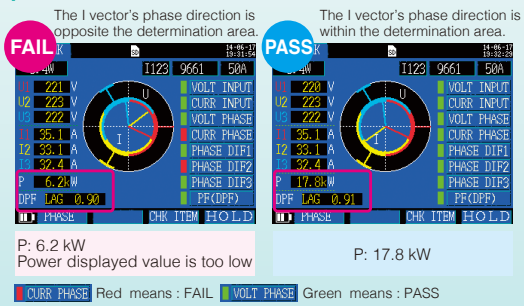 The I vector's phase direction is
opposite the determination area.
FAIL
K
SD
14-06-17
19:31:54
4W
I123
9661
50A
U1 221 V
U2 223 V
U3 222 V
I1 35.1 A
I2 33.1 A
I3 32.4 A
P 6.2kW
DPF LAG 0.90
U
I
VOLT INPUT
CURR INPUT
VOLT PHASE
CURR PHASE
PHASE DIF1
PHASE DIF2
PHASE DIF3
PF(DPF)
PHASE
CHK ITEM
HOLD
P: 6.2 kW
Power displayed value is too low
The I vector's phase direction is
within the determination area.
PASS
K
SD
14-06-17
19:32:29
4W
I123
9661
50A
U1 220 V
U2 223 V
U3 222 V
I1 35.1 A
I2 33.1 A
I3 32.4 A
P 17.8kW
DPF LAG 0.91
U
I
VOLT INPUT
CURR INPUT
VOLT PHASE
CURR PHASE
PHASE DIF1
PHASE DIF2
PHASE DIF3
PF(DPF)
PHASE
CHK ITEM
HOLD
P: 17.8 kW
CURR PHASE Red means : FAIL VOLT PHASE Green means : PASS